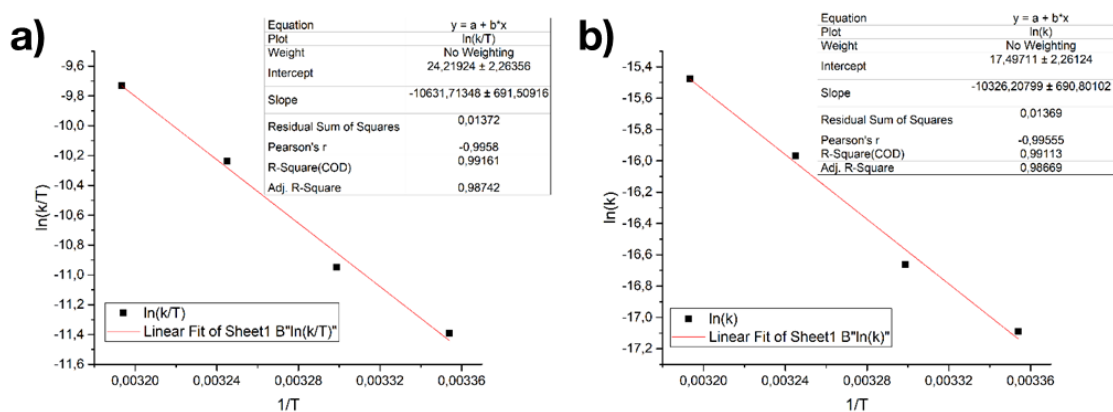 a)
Equation y = a + b*x
Plot ln(k/T)
Weight No Weighting
Intercept 24,21924 ± 2,26356
Slope -10631,71348 ± 691,50916
Residual Sum of Squares 0,01372
Pearson's r -0,9958
R-Square(COD) 0,99161
Adj. R-Square 0,98742
-9,6
-9,8
-10,0
-10,2
-10,4
-10,6
-10,8
-11,0
-11,2
-11,4
-11,6
ln(k/T)
ln(k/T)
Linear Fit of Sheet1 B"ln(k/T)"
0,00320 0,00324 0,00328 0,00332 0,00336
1/T
b)
Equation y = a + b*x
Plot ln(k)
Weight No Weighting
Intercept 17,49711 ± 2,26124
Slope -10326,20799 ± 690,80102
Residual Sum of Squares 0,01369
Pearson's r -0,99555
R-Square(COD) 0,99113
Adj. R-Square 0,98669
-15,4
-15,6
-15,8
-16,0
-16,2
-16,4
-16,6
-16,8
-17,0
-17,2
ln(k)
ln(k)
Linear Fit of Sheet1 B"ln(k)"
0,00320 0,00324 0,00328 0,00332 0,00336
1/T